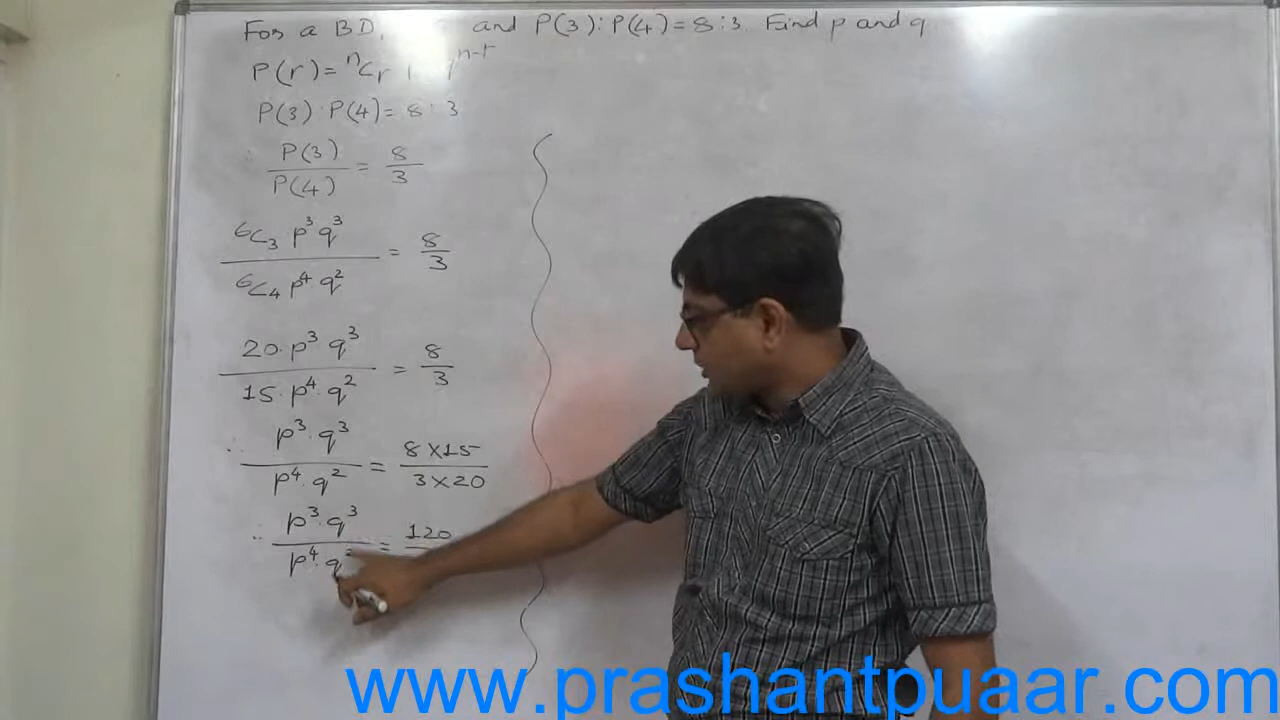 For a BD, and P(3):P(4)=8:3. Find p and q
P(r)= ⁿCᵣ qⁿ⁻ʳ
P(3):P(4)= 8:3
∴ P(3)/P(4) = 8/3
⁶C₃ p³ q³ / ⁶C₄ p⁴ q² = 8/3
20·p³ q³ / 15·p⁴·q² = 8/3
∴ p³·q³ / p⁴·q² = 8×15 / 3×20
∴ p³·q³ / p⁴·q = 120
www.prashantpuaar.com